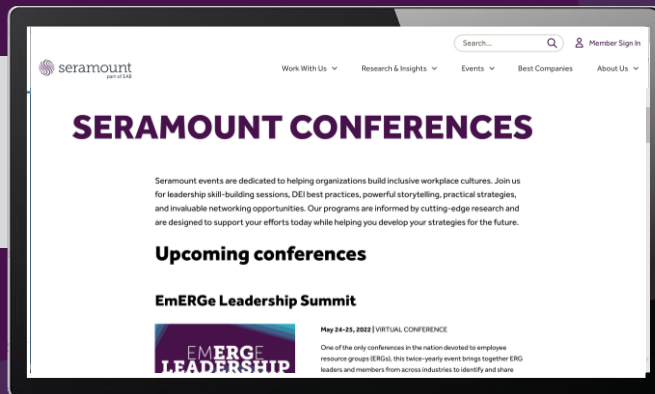 Search...
Member Sign In
seramount
part of EAB
Work With Us
Research & Insights
Events
Best Companies
About Us
SERAMOUNT CONFERENCES
Seramount events are dedicated to helping organizations build inclusive workplace cultures. Join us
for leadership skill-building sessions, DEI best practices, powerful storytelling, practical strategies,
and invaluable networking opportunities. Our programs are informed by cutting-edge research and
are designed to support your efforts today while helping you develop your strategies for the future.
Upcoming conferences
EmERGe Leadership Summit
May 24-25, 2022 | VIRTUAL CONFERENCE
One of the only conferences in the nation devoted to employee
resource groups (ERGs), this twice-yearly event brings together ERG
leaders and members from across industries to identify and share
EMERGE
LEADERSHIP